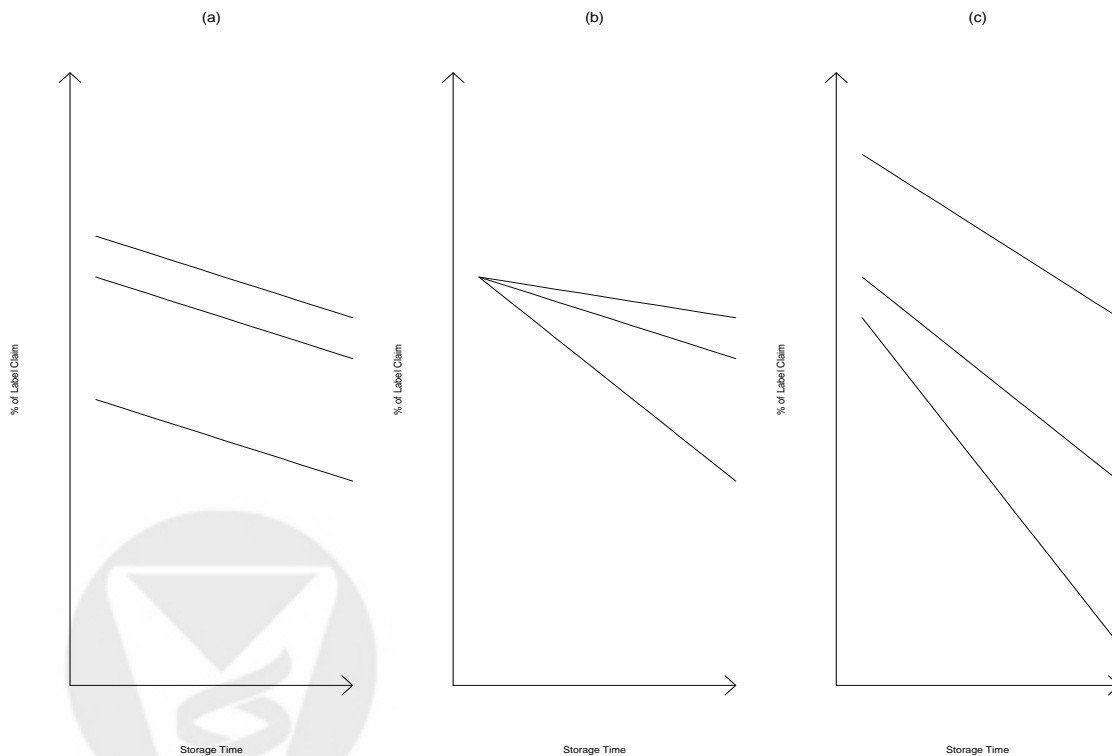 (a)
% of Label Claim
Storage Time
(b)
% of Label Claim
Storage Time
(c)
% of Label Claim
Storage Time